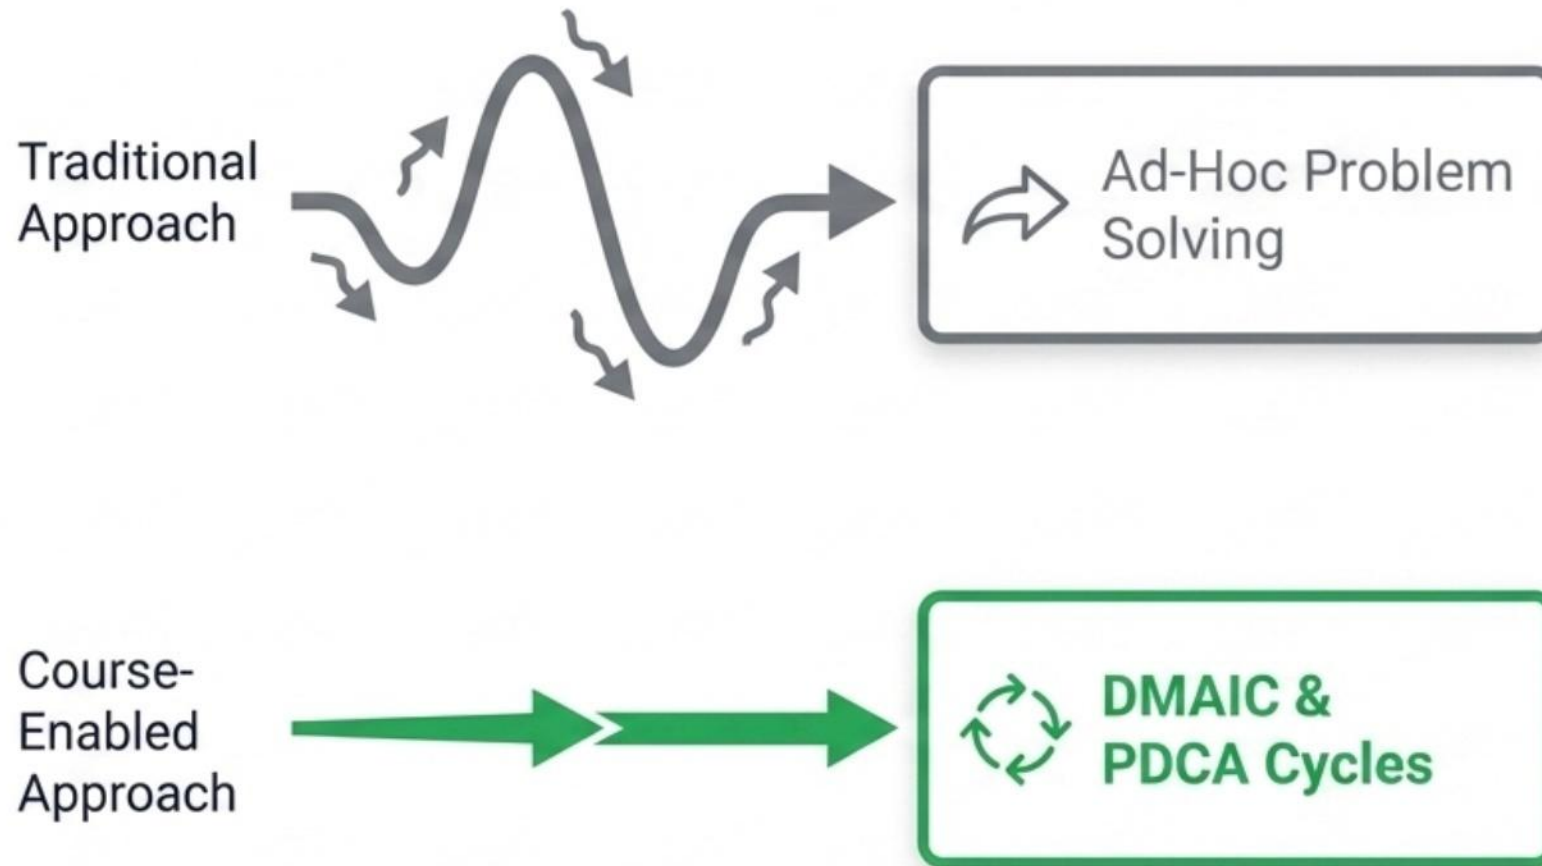 Traditional
Approach
Ad-Hoc Problem
Solving
Course-
Enabled
Approach
DMAIC &
PDCA Cycles